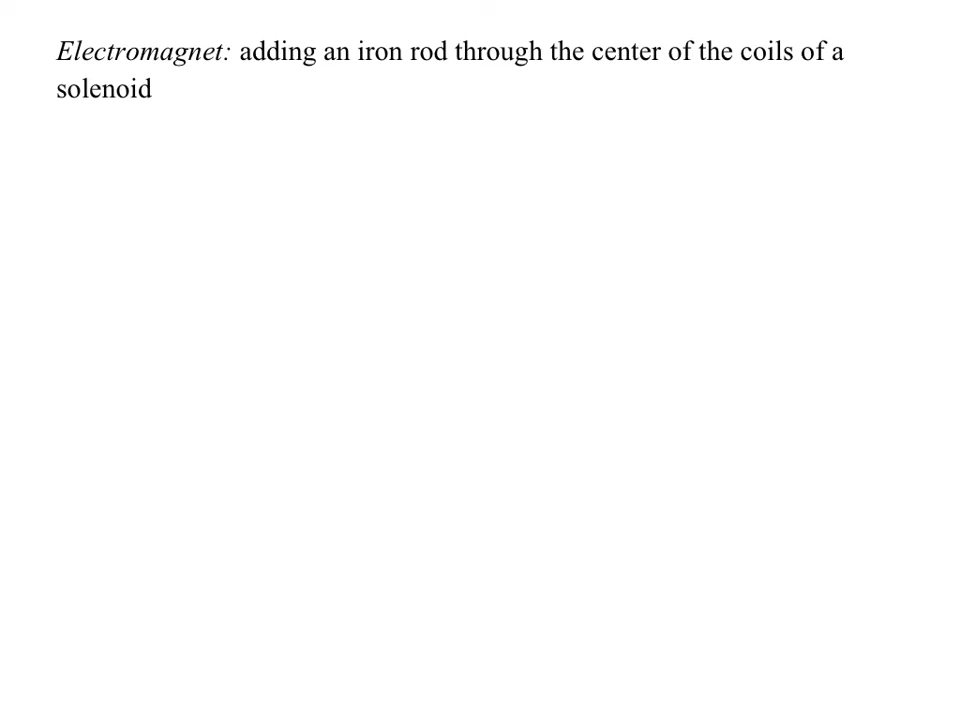 Electromagnet: adding an iron rod through the center of the coils of a
solenoid